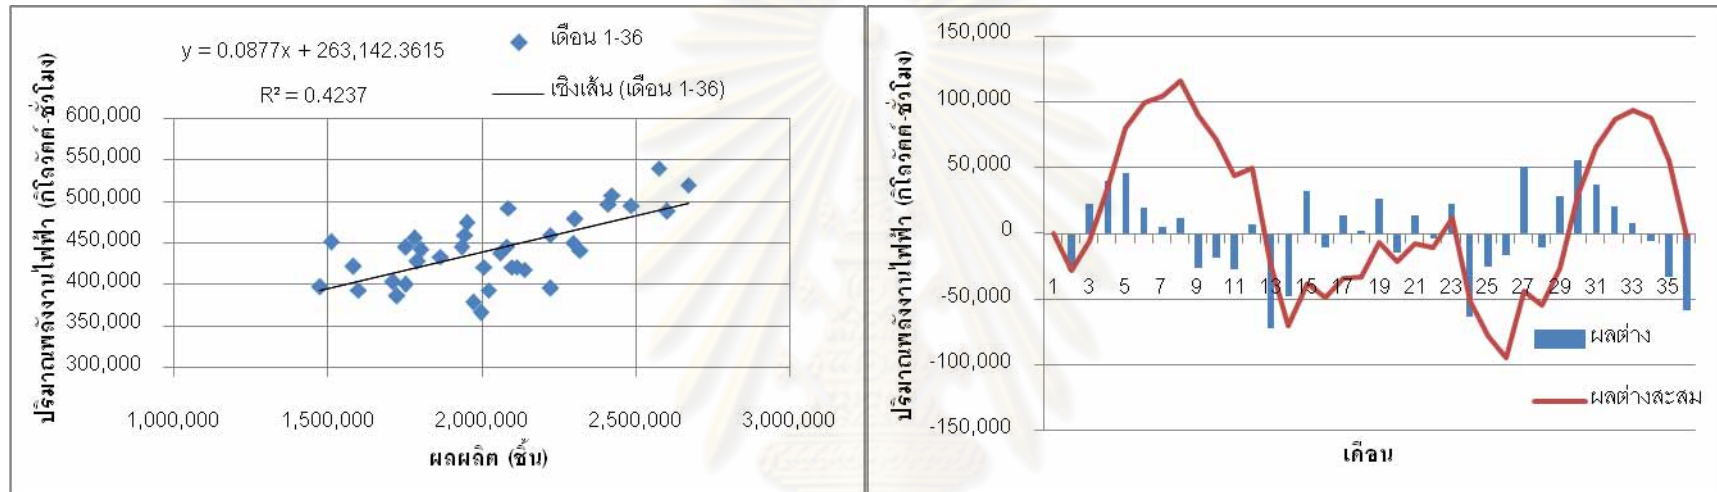 y = 0.0877x + 263,142.3615
R² = 0.4237
เดือน 1-36
เชิงเส้น (เดือน 1-36)
ปริมาณพลังงานไฟฟ้า (กิโลวัตต์-ชั่วโมง)
600,000
550,000
500,000
450,000
400,000
350,000
300,000
1,000,000 1,500,000 2,000,000 2,500,000 3,000,000
ผลผลิต (ชิ้น)
ปริมาณพลังงานไฟฟ้า (กิโลวัตต์-ชั่วโมง)
150,000
100,000
50,000
0
-50,000
-100,000
-150,000
1 3 5 7 9 11 13 15 17 19 21 23 25 27 29 31 33 35
ผลต่าง
ผลต่างสะสม
เดือน